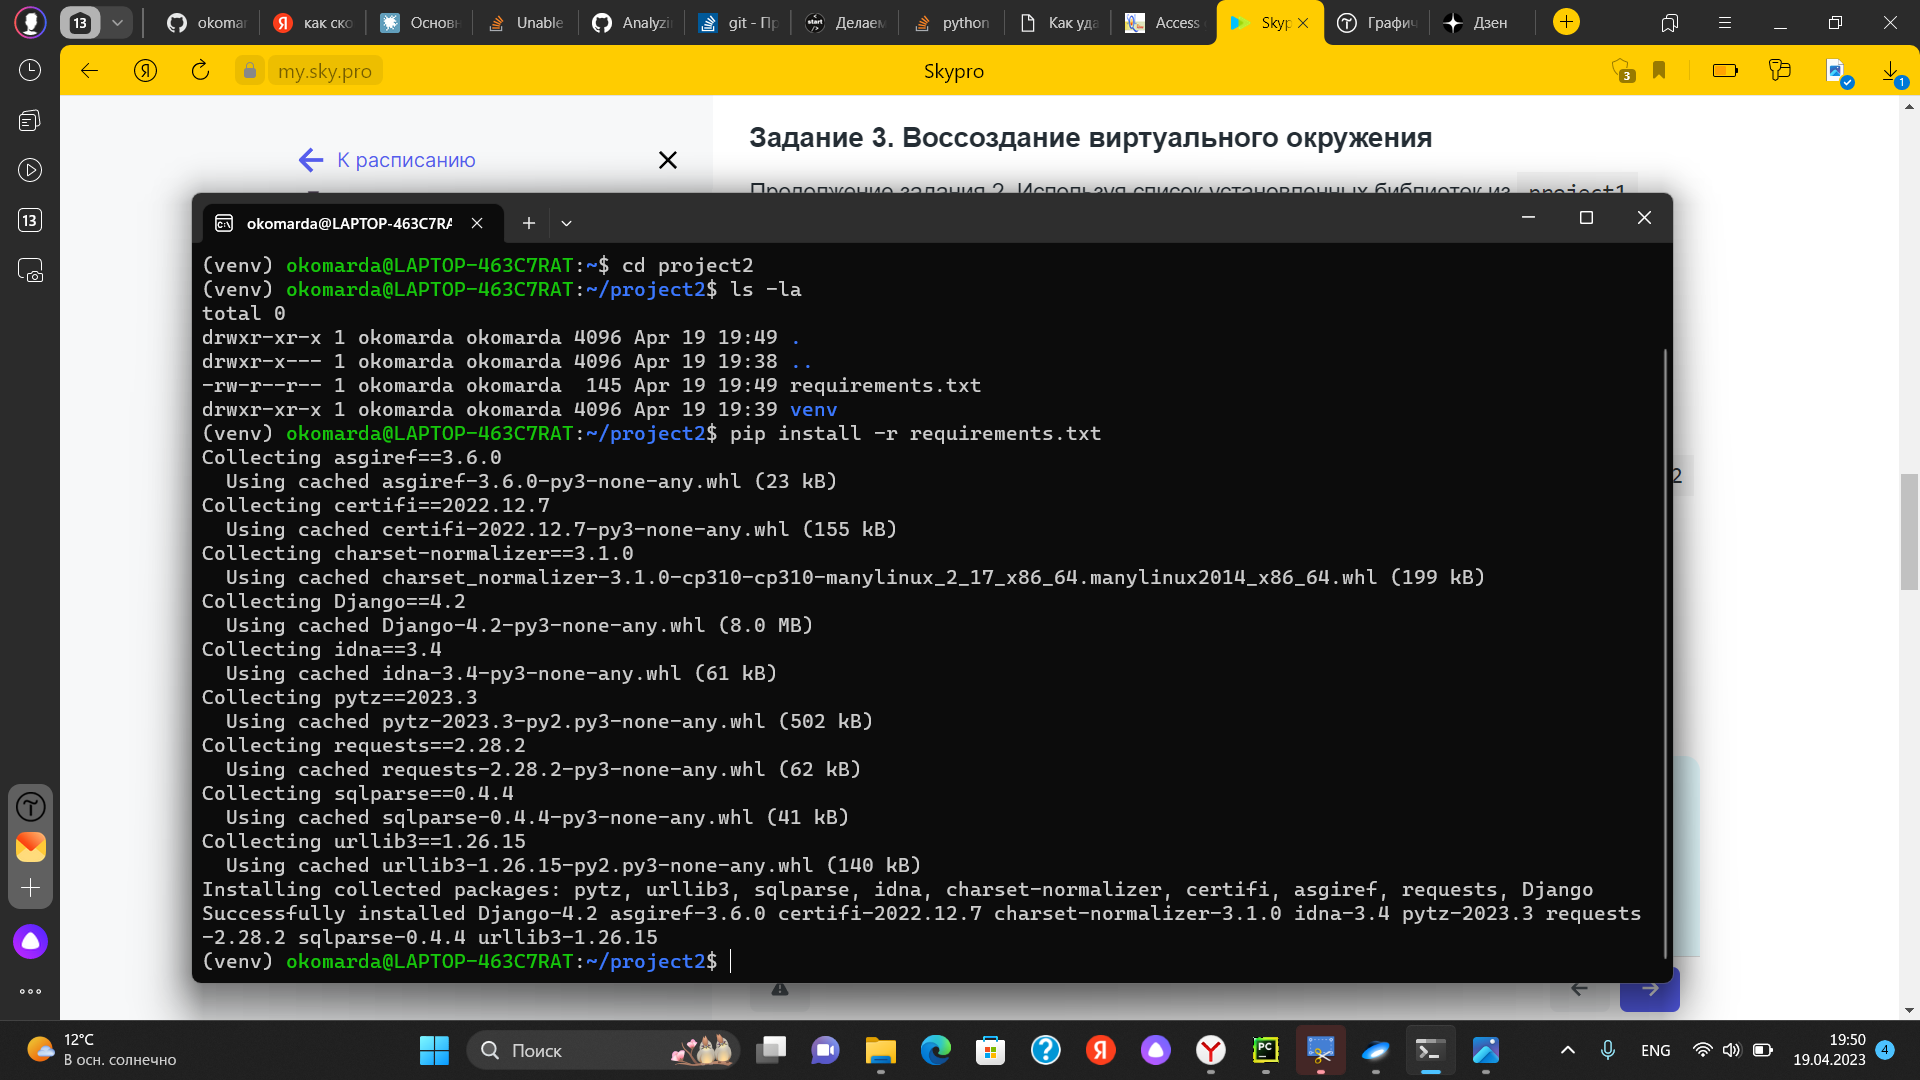 13
okomar
как ско
Основн
Unable
Analyzi
git - Пр
Делаем
python
Как уда
Access
Skyp
Графич
Дзен
my.sky.pro
Skypro
3
1
13
К расписанию
Задание 3. Воссоздание виртуального окружения
Продолжение задания 2. Используя список установленных библиотек из project1
2
okomarda@LAPTOP-463C7RA
(venv) okomarda@LAPTOP-463C7RAT:~$ cd project2
(venv) okomarda@LAPTOP-463C7RAT:~/project2$ ls -la
total 0
drwxr-xr-x 1 okomarda okomarda 4096 Apr 19 19:49 .
drwxr-x--- 1 okomarda okomarda 4096 Apr 19 19:38 ..
-rw-r--r-- 1 okomarda okomarda  145 Apr 19 19:49 requirements.txt
drwxr-xr-x 1 okomarda okomarda 4096 Apr 19 19:39 venv
(venv) okomarda@LAPTOP-463C7RAT:~/project2$ pip install -r requirements.txt
Collecting asgiref==3.6.0
  Using cached asgiref-3.6.0-py3-none-any.whl (23 kB)
Collecting certifi==2022.12.7
  Using cached certifi-2022.12.7-py3-none-any.whl (155 kB)
Collecting charset-normalizer==3.1.0
  Using cached charset_normalizer-3.1.0-cp310-cp310-manylinux_2_17_x86_64.manylinux2014_x86_64.whl (199 kB)
Collecting Django==4.2
  Using cached Django-4.2-py3-none-any.whl (8.0 MB)
Collecting idna==3.4
  Using cached idna-3.4-py3-none-any.whl (61 kB)
Collecting pytz==2023.3
  Using cached pytz-2023.3-py2.py3-none-any.whl (502 kB)
Collecting requests==2.28.2
  Using cached requests-2.28.2-py3-none-any.whl (62 kB)
Collecting sqlparse==0.4.4
  Using cached sqlparse-0.4.4-py3-none-any.whl (41 kB)
Collecting urllib3==1.26.15
  Using cached urllib3-1.26.15-py2.py3-none-any.whl (140 kB)
Installing collected packages: pytz, urllib3, sqlparse, idna, charset-normalizer, certifi, asgiref, requests, Django
Successfully installed Django-4.2 asgiref-3.6.0 certifi-2022.12.7 charset-normalizer-3.1.0 idna-3.4 pytz-2023.3 requests
-2.28.2 sqlparse-0.4.4 urllib3-1.26.15
(venv) okomarda@LAPTOP-463C7RAT:~/project2$
12°C
В осн. солнечно
Поиск
ENG
19:50
19.04.2023
4